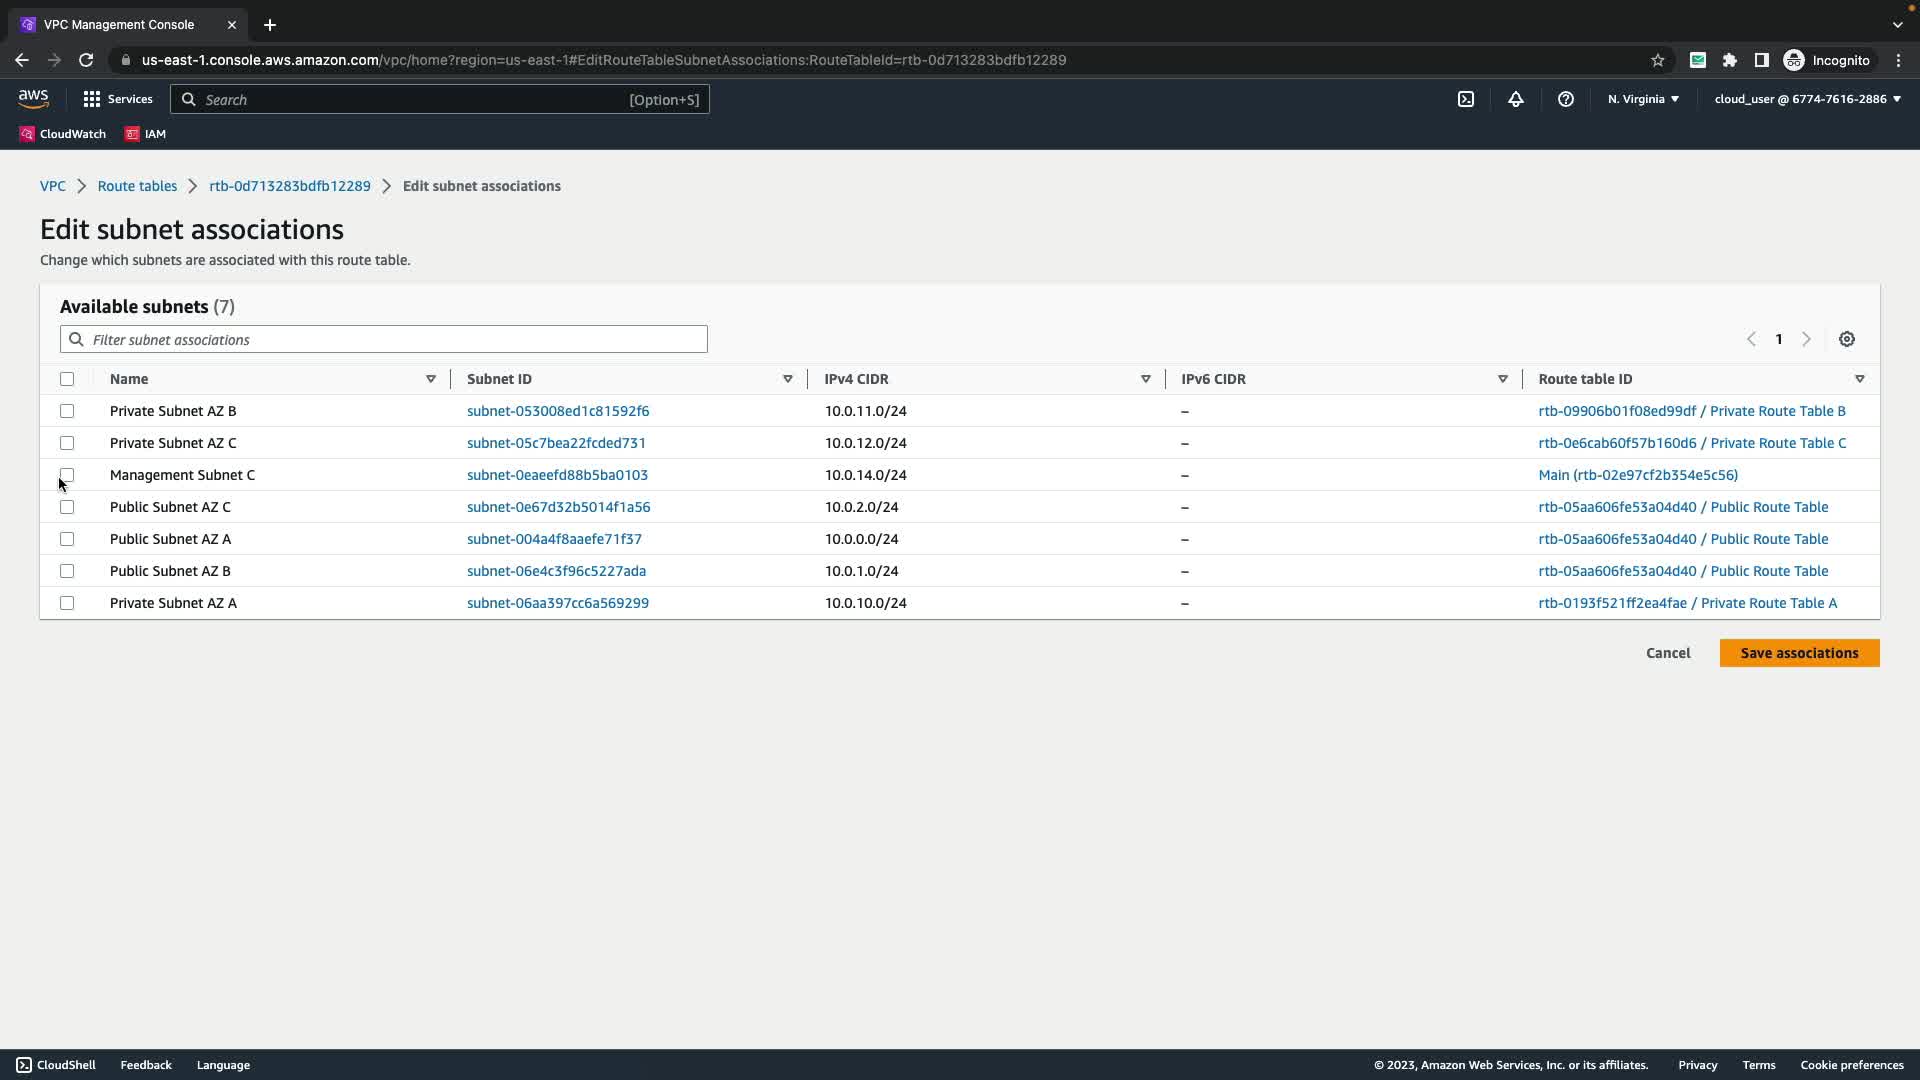 VPC Management Console
us-east-1.console.aws.amazon.com/vpc/home?region=us-east-1#EditRouteTableSubnetAssociations:RouteTableId=rtb-0d713283bdfb12289
Incognito
aws
Services
Search
[Option+S]
N. Virginia
cloud_user @ 6774-7616-2886
CloudWatch
IAM
VPC
Route tables
rtb-0d713283bdfb12289
Edit subnet associations
Edit subnet associations
Change which subnets are associated with this route table.
Available subnets (7)
Filter subnet associations
1
Name Subnet ID IPv4 CIDR IPv6 CIDR Route table ID
Private Subnet AZ B subnet-053008ed1c81592f6 10.0.11.0/24 – rtb-09906b01f08ed99df / Private Route Table B
Private Subnet AZ C subnet-05c7bea22fcded731 10.0.12.0/24 – rtb-0e6cab60f57b160d6 / Private Route Table C
Management Subnet C subnet-0eaeefd88b5ba0103 10.0.14.0/24 – Main (rtb-02e97cf2b354e5c56)
Public Subnet AZ C subnet-0e67d32b5014f1a56 10.0.2.0/24 – rtb-05aa606fe53a04d40 / Public Route Table
Public Subnet AZ A subnet-004a4f8aaefe71f37 10.0.0.0/24 – rtb-05aa606fe53a04d40 / Public Route Table
Public Subnet AZ B subnet-06e4c3f96c5227ada 10.0.1.0/24 – rtb-05aa606fe53a04d40 / Public Route Table
Private Subnet AZ A subnet-06aa397cc6a569299 10.0.10.0/24 – rtb-0193f521ff2ea4fae / Private Route Table A
Cancel
Save associations
CloudShell
Feedback
Language
© 2023, Amazon Web Services, Inc. or its affiliates.
Privacy
Terms
Cookie preferences